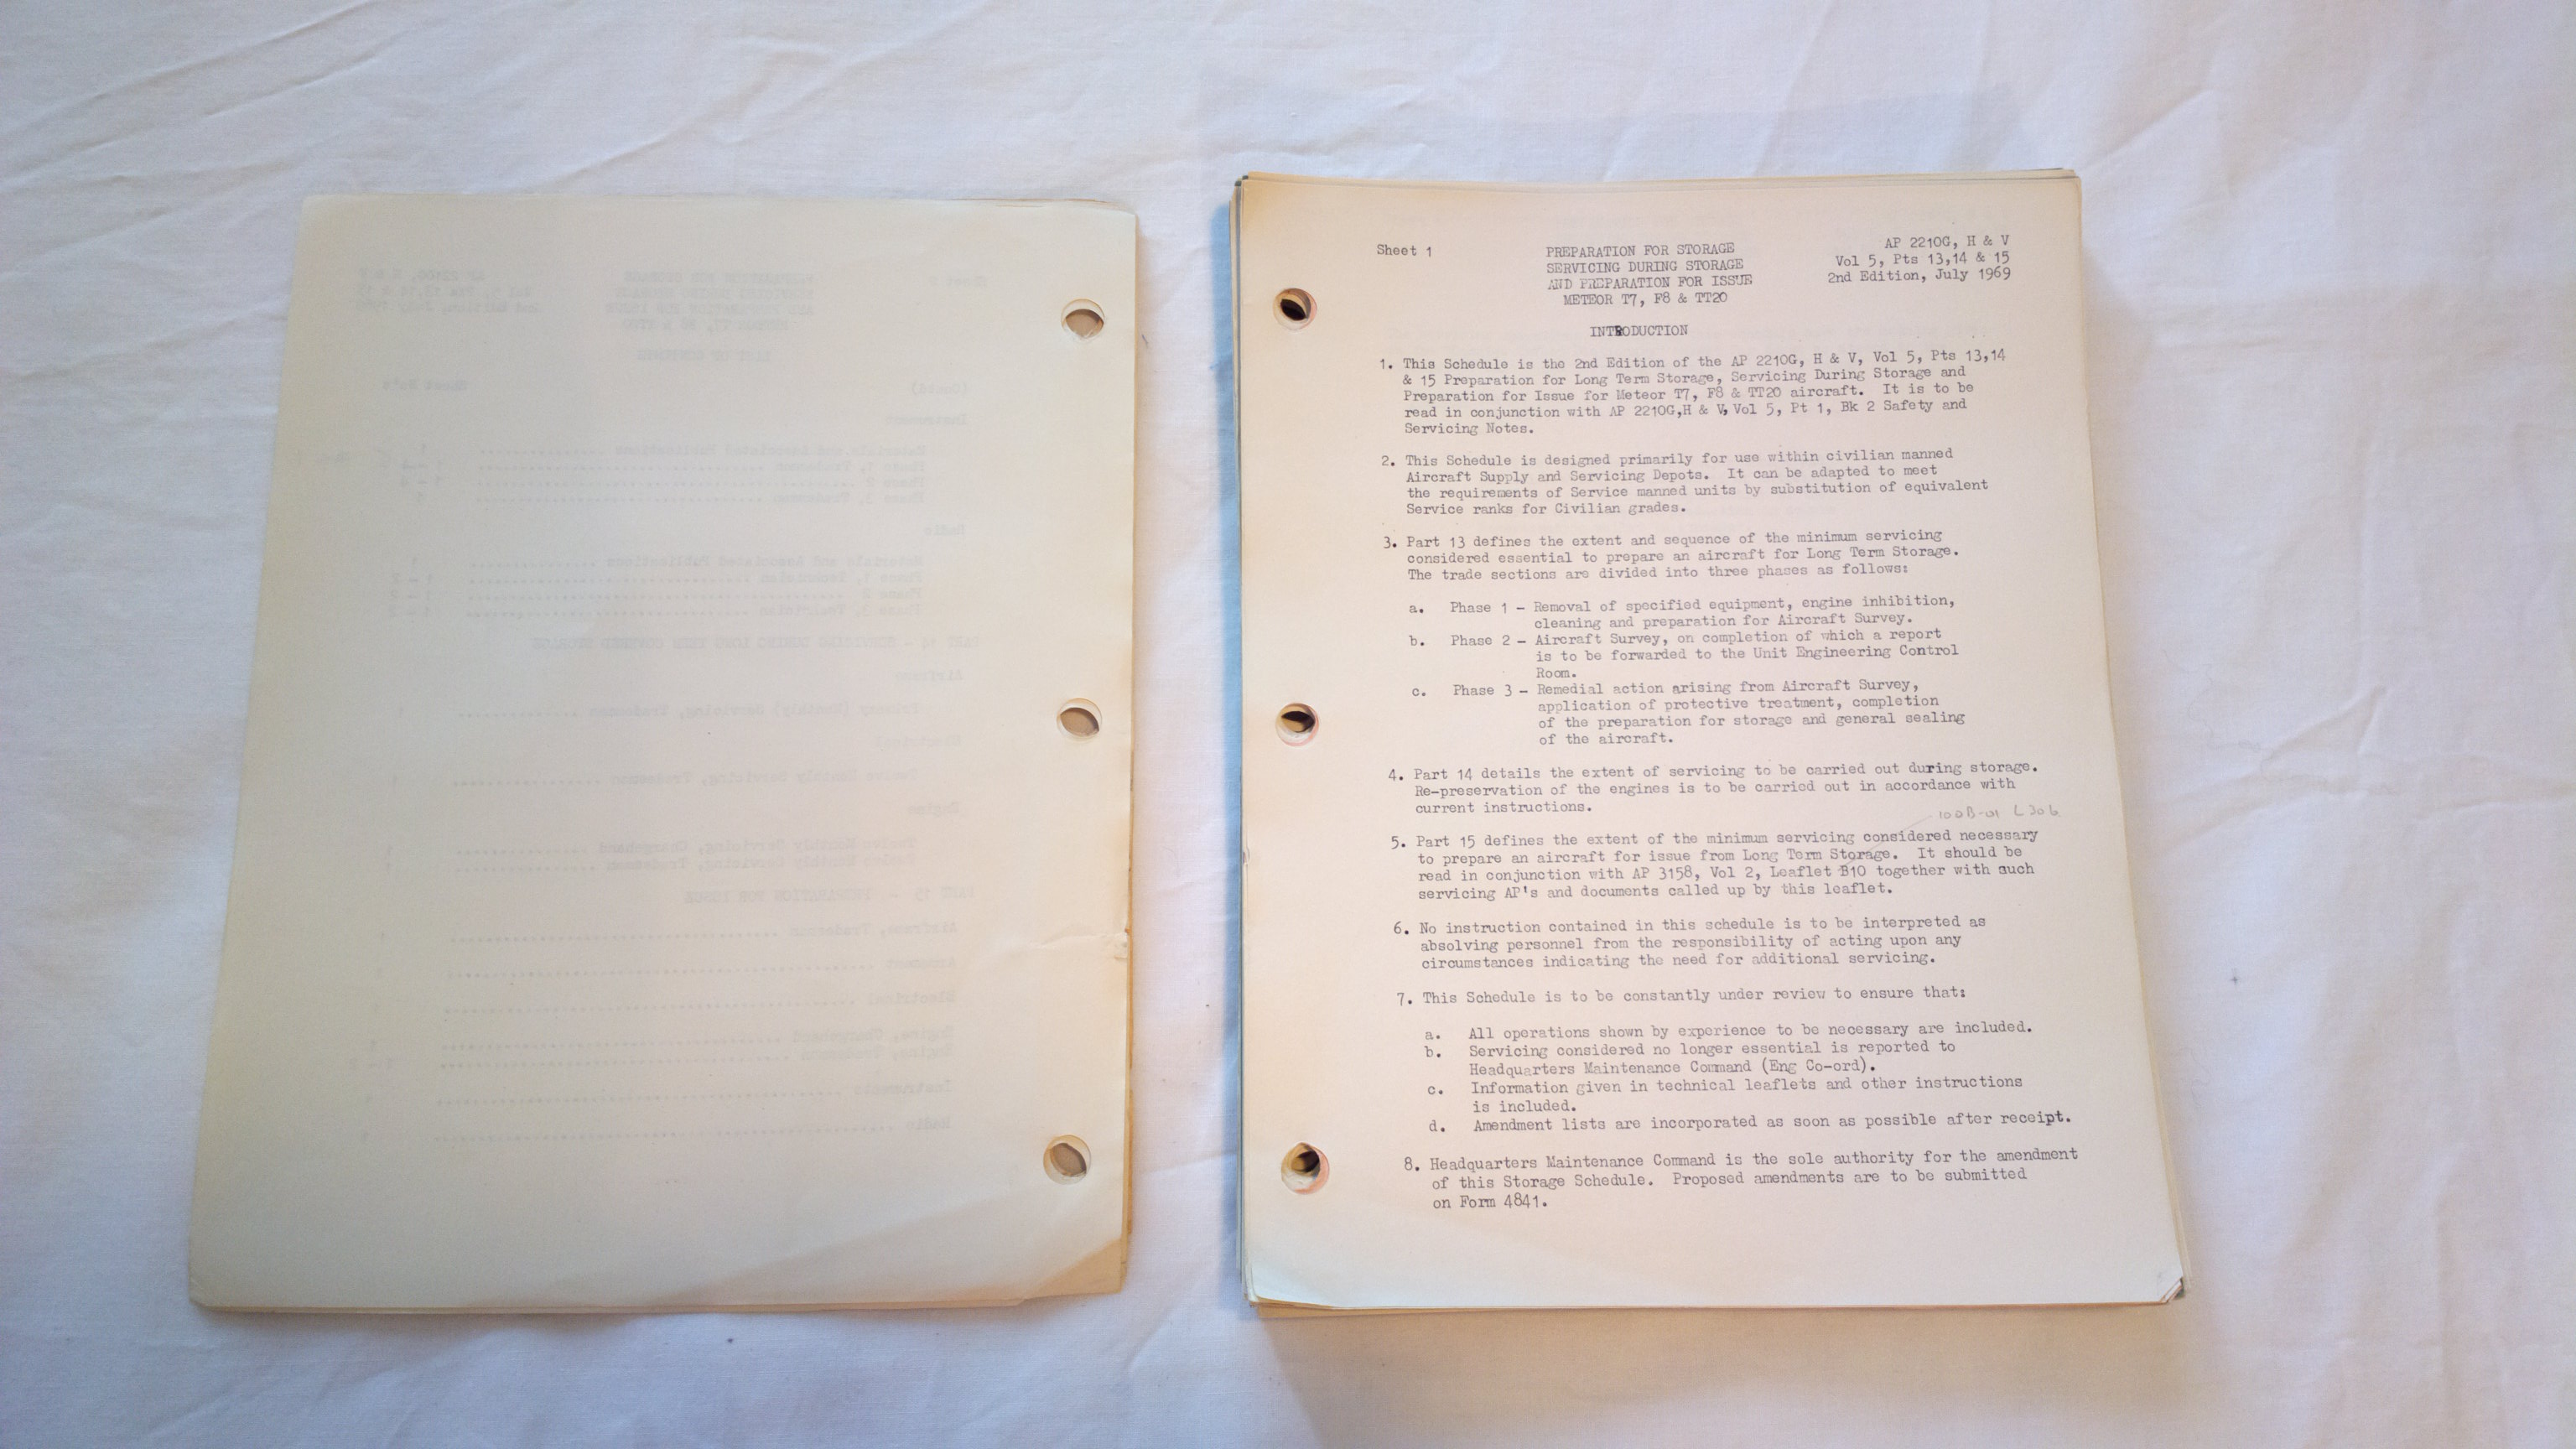 Sheet 1
PREPARATION FOR STORAGE
SERVICING DURING STORAGE
AND PREPARATION FOR ISSUE
METEOR T7, F8 & TT20
AP 2210G, H & V
Vol 5, Pts 13,14 & 15
2nd Edition, July 1969
INTRODUCTION
1. This Schedule is the 2nd Edition of the AP 2210G, H & V, Vol 5, Pts 13,14
& 15 Preparation for Long Term Storage, Servicing During Storage and
Preparation for Issue for Meteor T7, F8 & TT20 aircraft. It is to be
read in conjunction with AP 2210G,H & V, Vol 5, Pt 1, Bk 2 Safety and
Servicing Notes.
2. This Schedule is designed primarily for use within civilian manned
Aircraft Supply and Servicing Depots. It can be adapted to meet
the requirements of Service manned units by substitution of equivalent
Service ranks for Civilian grades.
3. Part 13 defines the extent and sequence of the minimum servicing
considered essential to prepare an aircraft for Long Term Storage.
The trade sections are divided into three phases as follows:
a. Phase 1 - Removal of specified equipment, engine inhibition,
cleaning and preparation for Aircraft Survey.
b. Phase 2 - Aircraft Survey, on completion of which a report
is to be forwarded to the Unit Engineering Control
Room.
c. Phase 3 - Remedial action arising from Aircraft Survey,
application of protective treatment, completion
of the preparation for storage and general sealing
of the aircraft.
4. Part 14 details the extent of servicing to be carried out during storage.
Re-preservation of the engines is to be carried out in accordance with
current instructions.
100B-01 L306
5. Part 15 defines the extent of the minimum servicing considered necessary
to prepare an aircraft for issue from Long Term Storage. It should be
read in conjunction with AP 3158, Vol 2, Leaflet B10 together with such
servicing AP's and documents called up by this leaflet.
6. No instruction contained in this schedule is to be interpreted as
absolving personnel from the responsibility of acting upon any
circumstances indicating the need for additional servicing.
7. This Schedule is to be constantly under review to ensure that:
a. All operations shown by experience to be necessary are included.
b. Servicing considered no longer essential is reported to
Headquarters Maintenance Command (Eng Co-ord).
c. Information given in technical leaflets and other instructions
is included.
d. Amendment lists are incorporated as soon as possible after receipt.
8. Headquarters Maintenance Command is the sole authority for the amendment
of this Storage Schedule. Proposed amendments are to be submitted
on Form 4841.